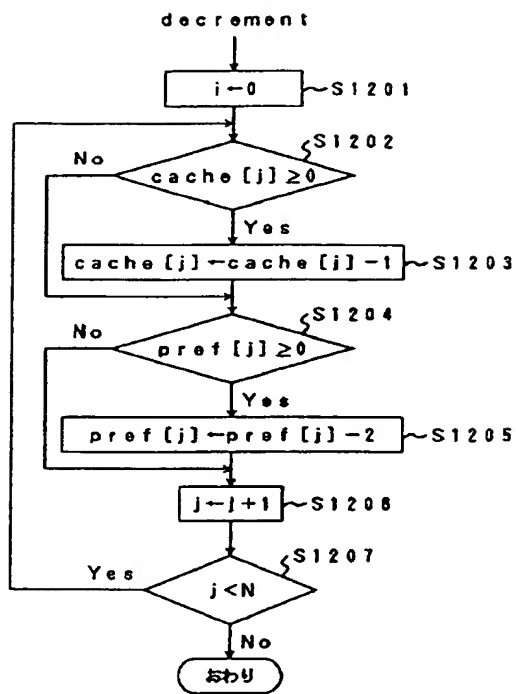 decrement
i←0
S1201
S1202
No
cache[j]≥0
Yes
cache[j]←cache[j]-1
S1203
S1204
No
pref[j]≥0
Yes
pref[j]←pref[j]-2
S1205
j←j+1
S1206
S1207
Yes
j<N
No
おわり